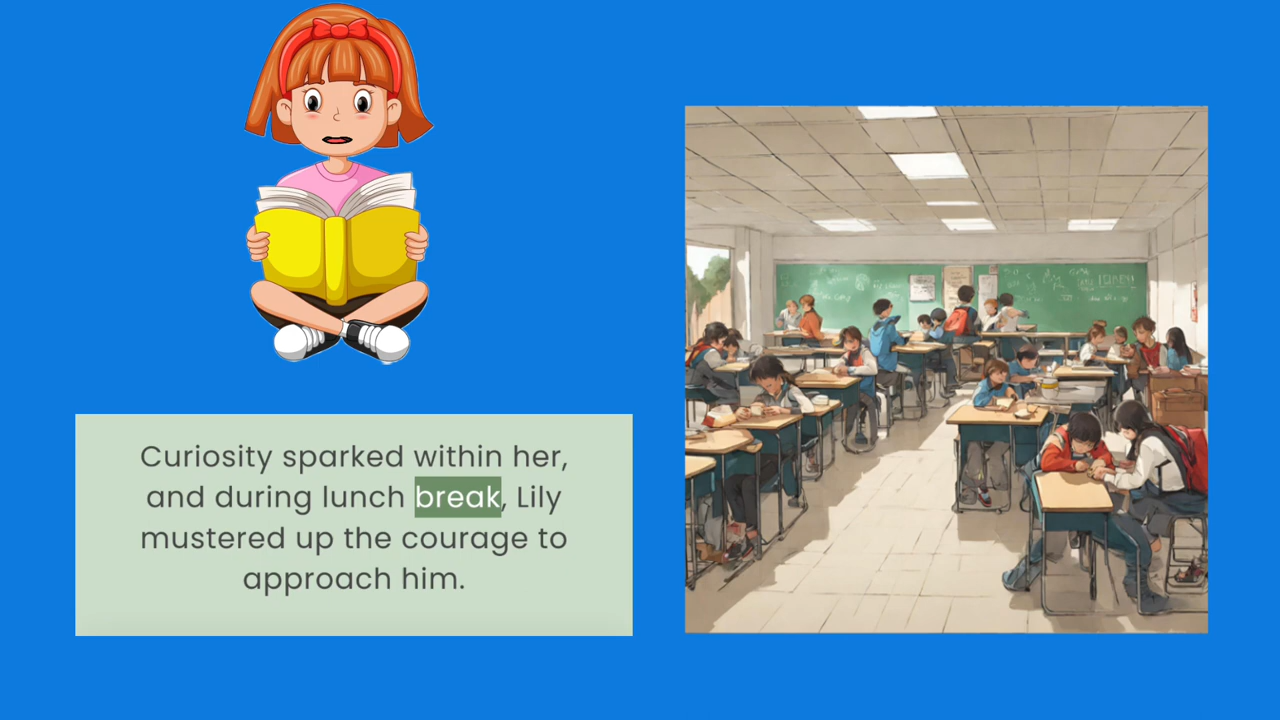 Curiosity sparked within her,
and during lunch break, Lily
mustered up the courage to
approach him.